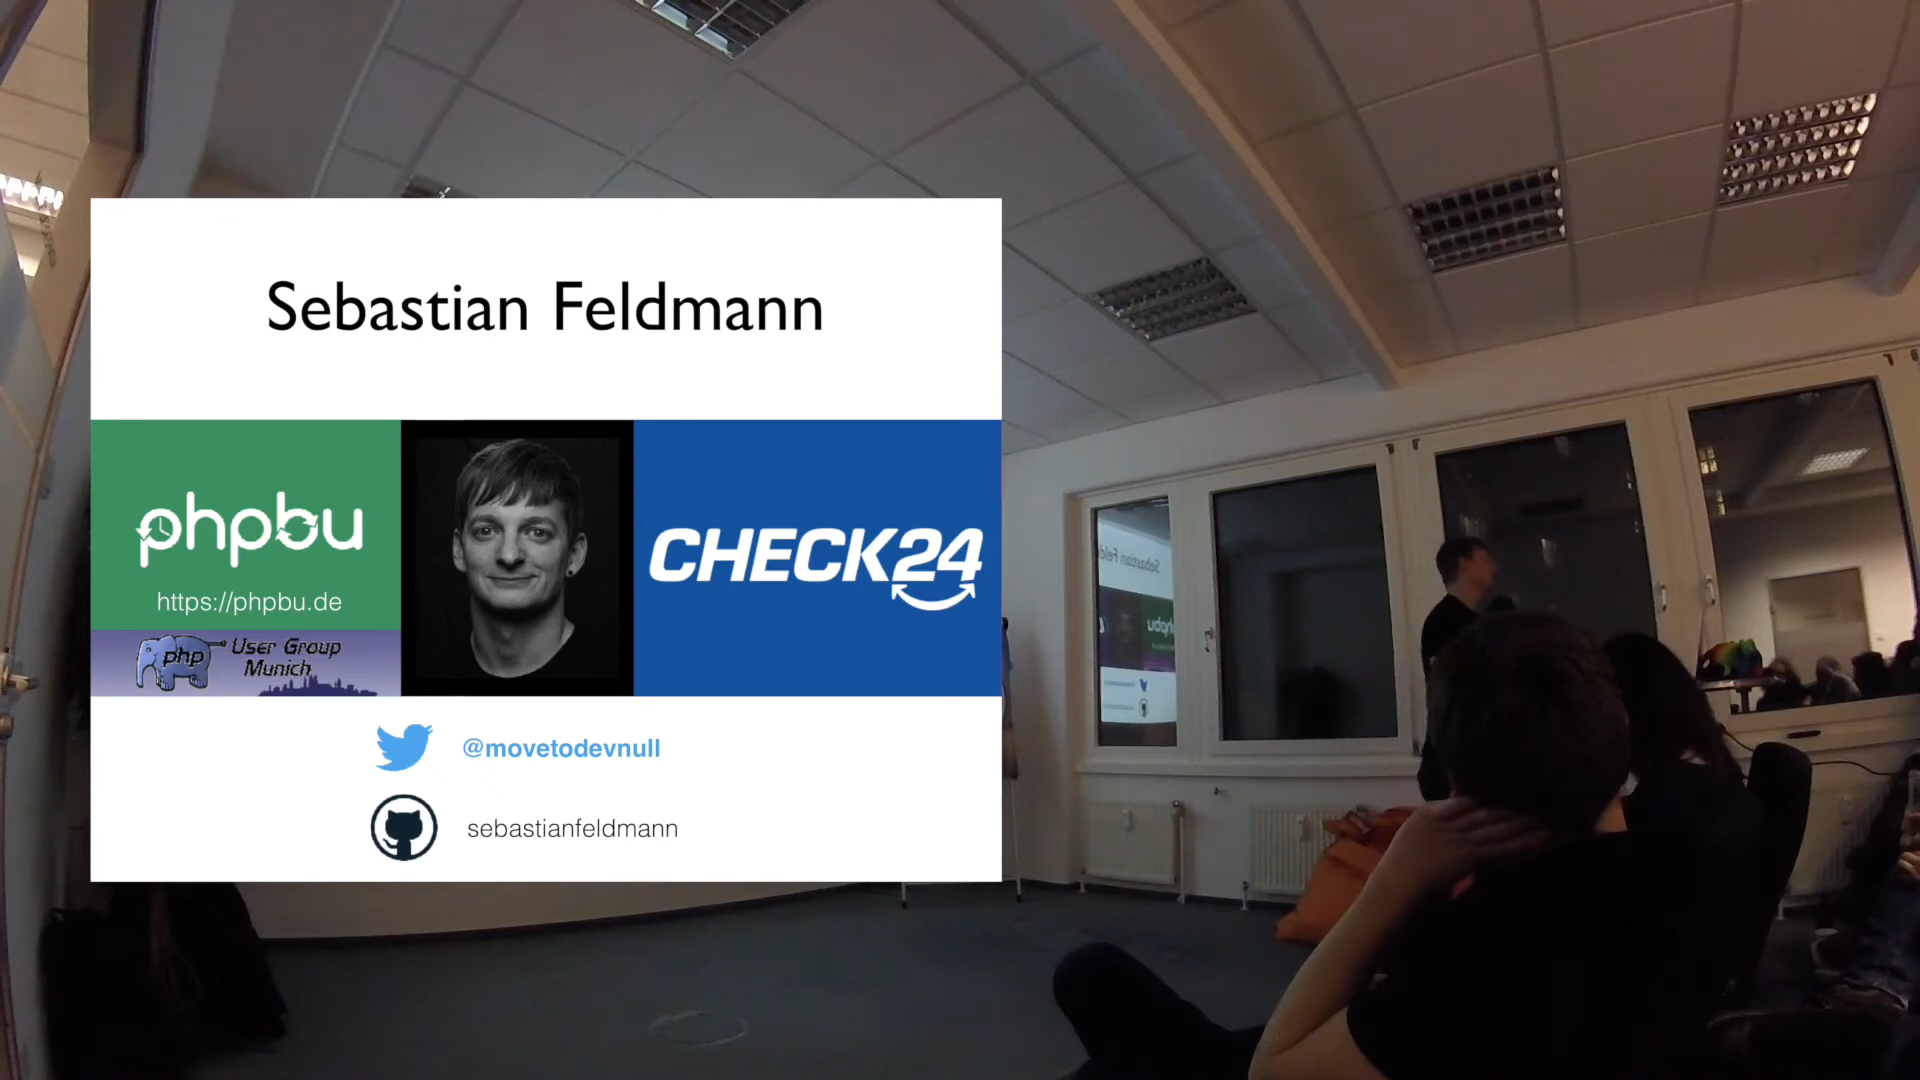 Sebastian Feldmann
phpbu
https://phpbu.de
php
User Group
Munich
CHECK24
@movetodevnull
sebastianfeldmann